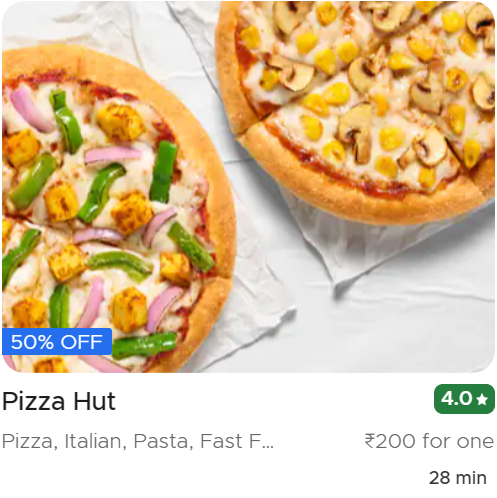 50% OFF
Pizza Hut 4.0★
Pizza, Italian, Pasta, Fast F... ₹200 for one
28 min